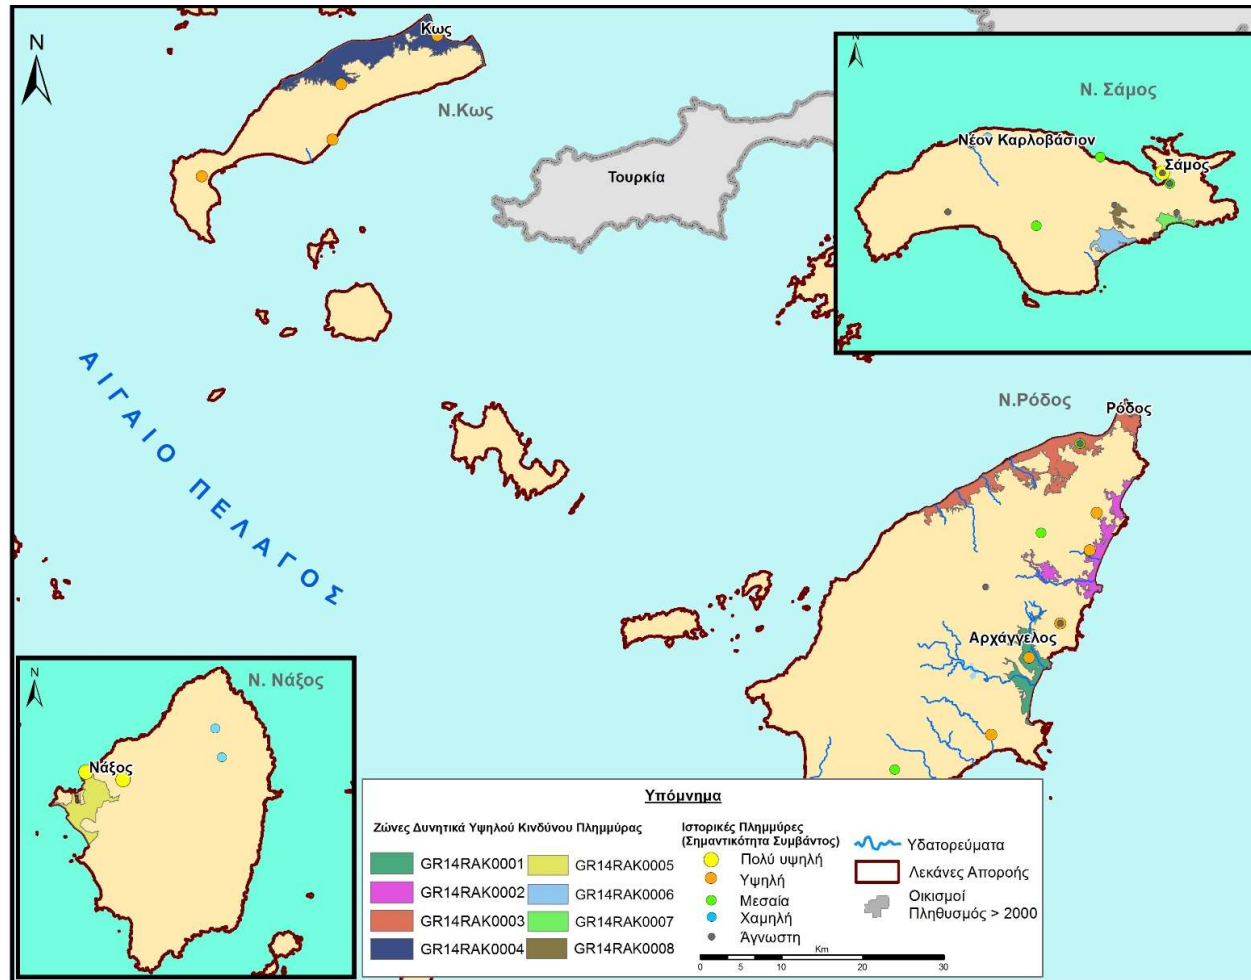 Κως
N
Ν.Κως
Τουρκία
N
Ν. Σάμος
Νέον Καρλοβάσιον
Σάμος
ΑΙΓΑΙΟ ΠΕΛΑΓΟΣ
Ν.Ρόδος
Ρόδος
Αρχάγγελος
N
Ν. Νάξος
Νάξος
Υπόμνημα
Ζώνες Δυνητικά Υψηλού Κινδύνου Πλημμύρας
GR14RAK0001
GR14RAK0002
GR14RAK0003
GR14RAK0004
GR14RAK0005
GR14RAK0006
GR14RAK0007
GR14RAK0008
Ιστορικές Πλημμύρες
(Σημαντικότητα Συμβάντος)
Πολύ υψηλή
Υψηλή
Μεσαία
Χαμηλή
Άγνωστη
Υδατορεύματα
Λεκάνες Αποροής
Οικισμοί
Πληθυσμός > 2000
Km
0 5 10 20 30